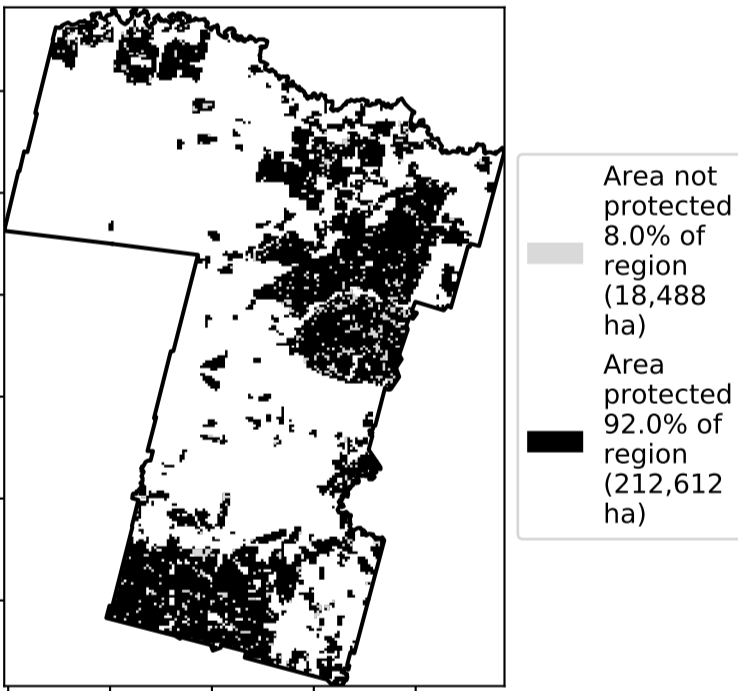 Area not
protected
8.0% of
region
(18,488
ha)
Area
protected
92.0% of
region
(212,612
ha)